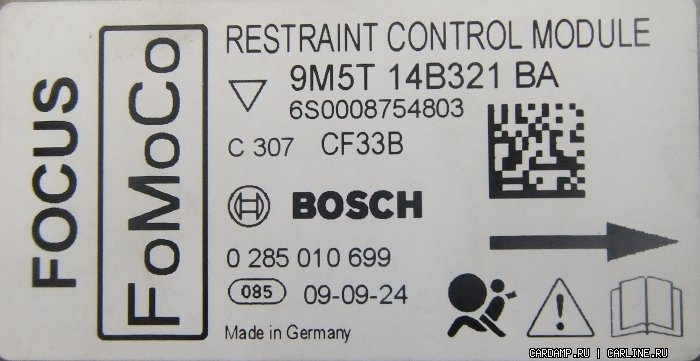 FOCUS
FoMoCo
RESTRAINT CONTROL MODULE
9M5T 14B321 BA
6S0008754803
C 307 CF33B
BOSCH
0 285 010 699
085 09-09-24
Made in Germany
CARDAMP.RU | CARLINE.RU